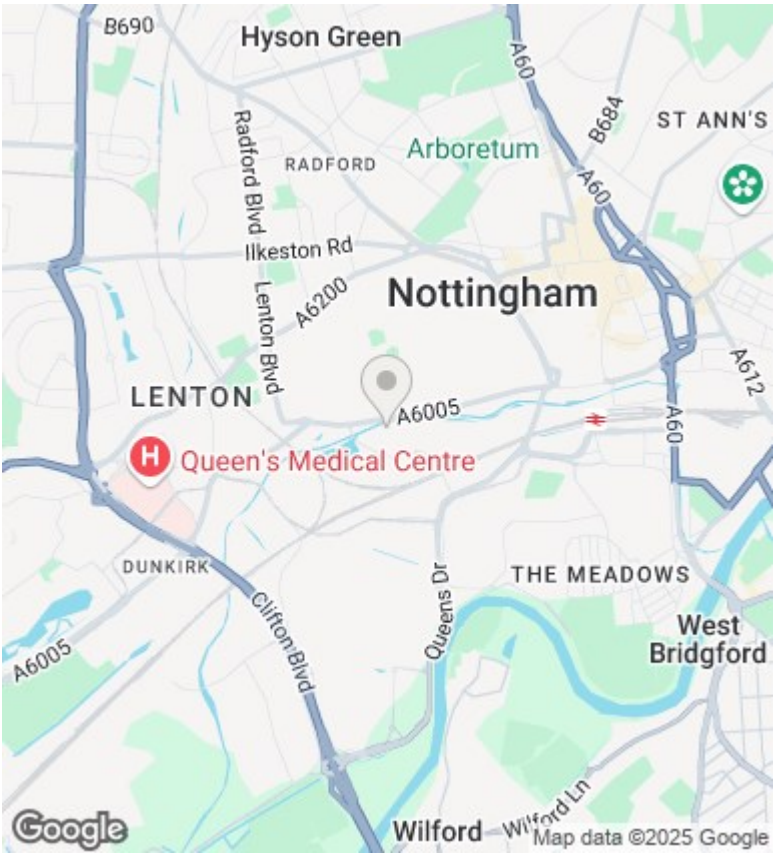 B690
Hyson Green
A60
B684
ST ANN'S
Radford Blvd
RADFORD
Arboretum
A60
Ilkeston Rd
Nottingham
Lenton Blvd
A6200
A612
LENTON
A6005
A60
H
Queen's Medical Centre
DUNKIRK
Queens Dr
THE MEADOWS
A6005
Clifton Blvd
West
Bridgford
Wilford
Wilford Ln
Google
Map data ©2025 Google